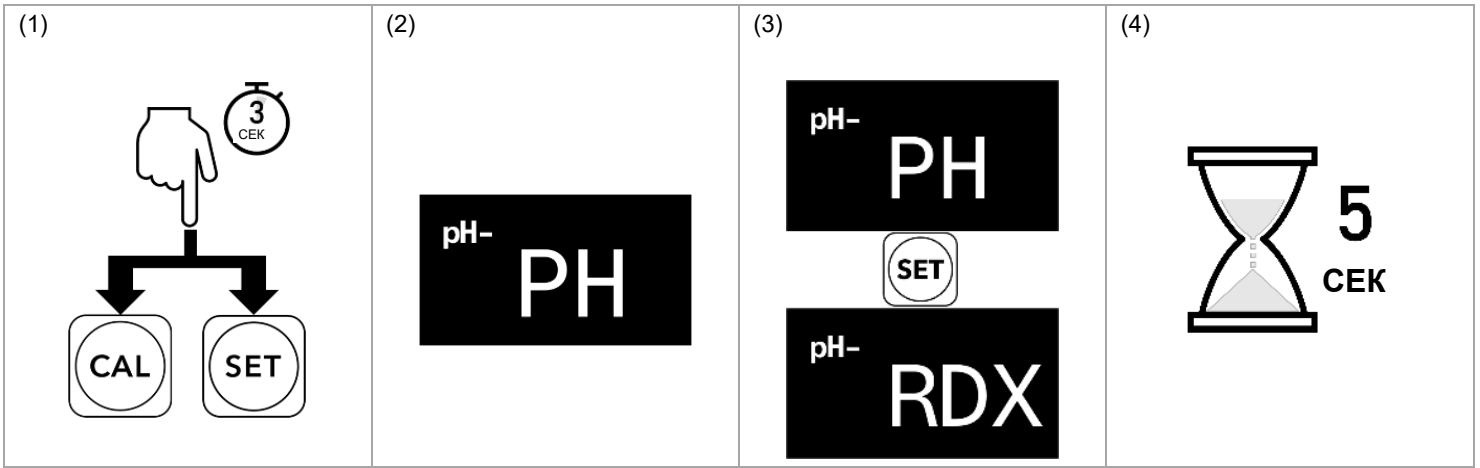 (1)
3
СЕК
CAL
SET
(2)
pH-
PH
(3)
pH-
PH
SET
pH-
RDX
(4)
5
СЕК